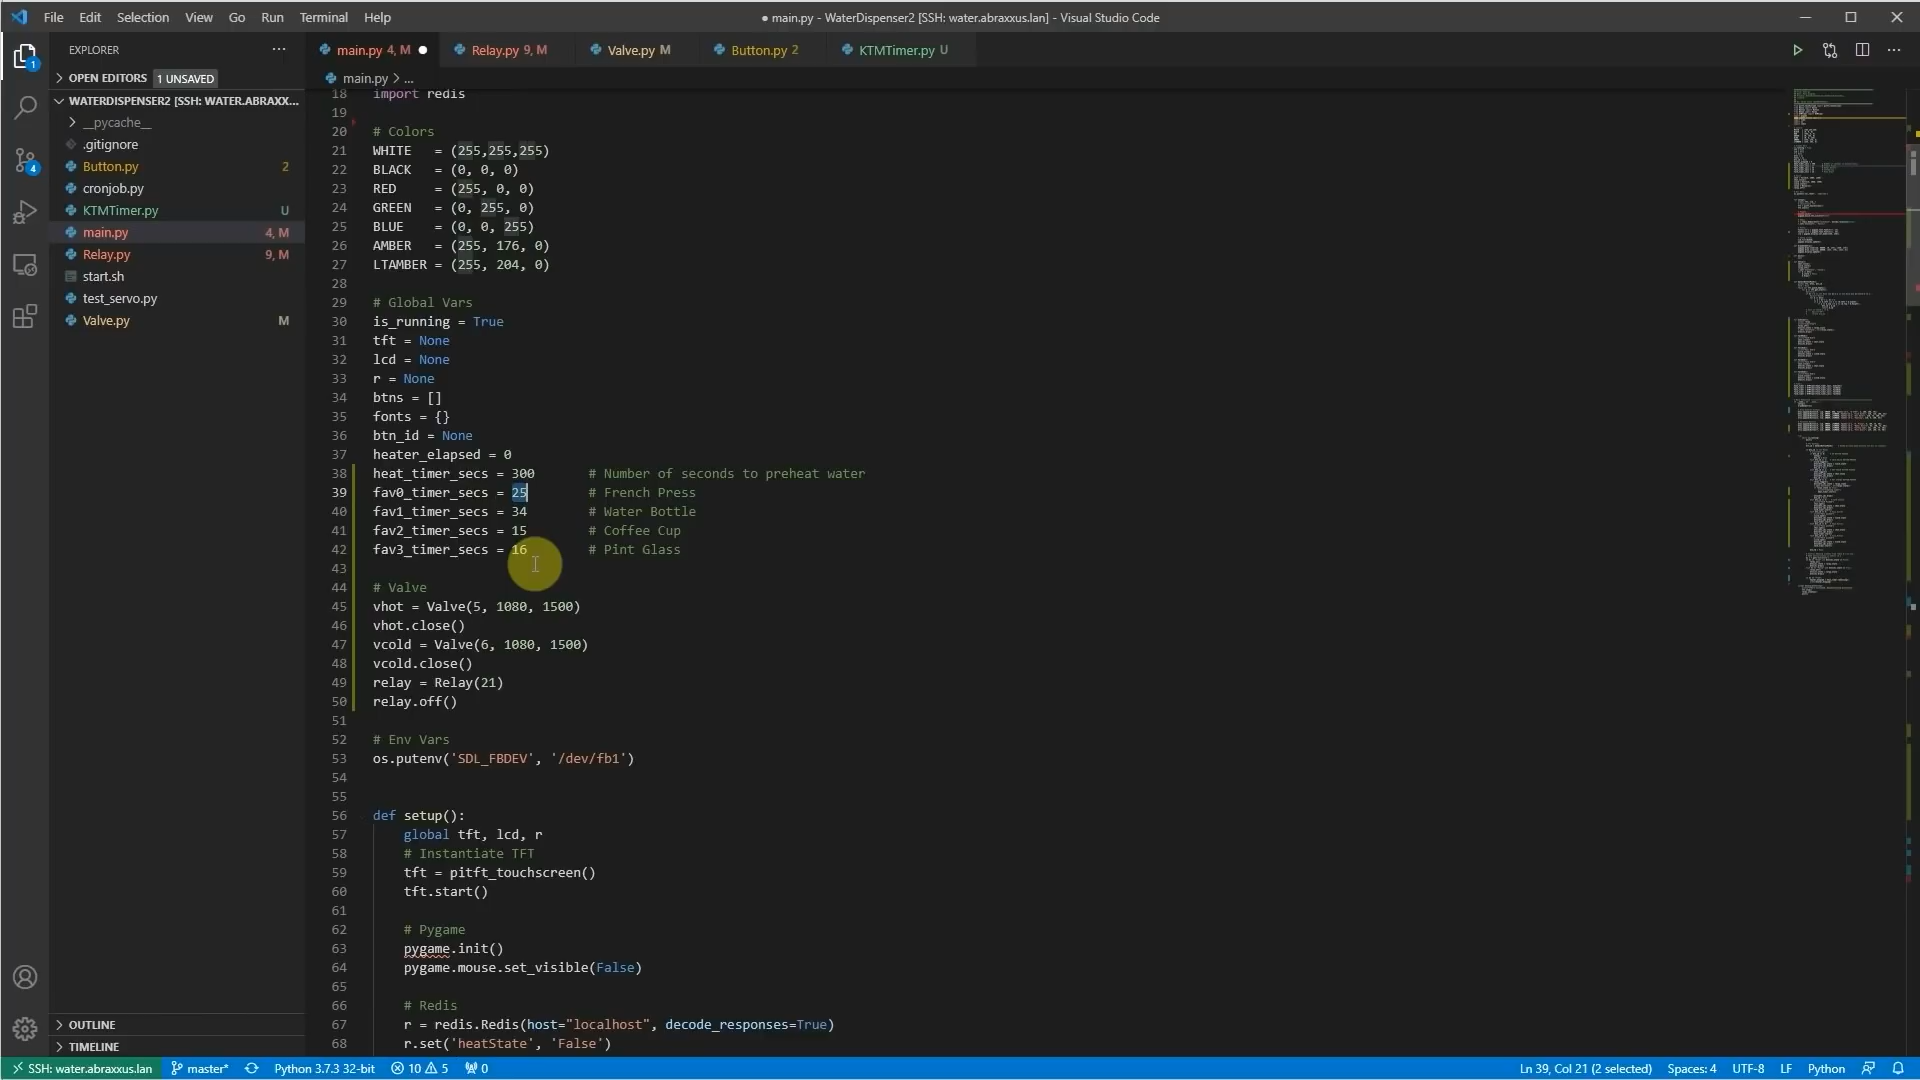 File Edit Selection View Go Run Terminal Help
● main.py - WaterDispenser2 [SSH: water.abraxxus.lan] - Visual Studio Code
EXPLORER
main.py 4, M
Relay.py 9, M
Valve.py M
Button.py 2
KTMTimer.py U
OPEN EDITORS 1 UNSAVED
main.py > ...
WATERDISPENSER2 [SSH: WATER.ABRAXX...
__pycache__
.gitignore
Button.py 2
cronjob.py
KTMTimer.py U
main.py 4, M
Relay.py 9, M
start.sh
test_servo.py
Valve.py M
OUTLINE
TIMELINE
1
4
18 import redis
19
20 # Colors
21 WHITE = (255,255,255)
22 BLACK = (0, 0, 0)
23 RED = (255, 0, 0)
24 GREEN = (0, 255, 0)
25 BLUE = (0, 0, 255)
26 AMBER = (255, 176, 0)
27 LTAMBER = (255, 204, 0)
28
29 # Global Vars
30 is_running = True
31 tft = None
32 lcd = None
33 r = None
34 btns = []
35 fonts = {}
36 btn_id = None
37 heater_elapsed = 0
38 heat_timer_secs = 300 # Number of seconds to preheat water
39 fav0_timer_secs = 25 # French Press
40 fav1_timer_secs = 34 # Water Bottle
41 fav2_timer_secs = 15 # Coffee Cup
42 fav3_timer_secs = 16 # Pint Glass
43
44 # Valve
45 vhot = Valve(5, 1080, 1500)
46 vhot.close()
47 vcold = Valve(6, 1080, 1500)
48 vcold.close()
49 relay = Relay(21)
50 relay.off()
51
52 # Env Vars
53 os.putenv('SDL_FBDEV', '/dev/fb1')
54
55
56 def setup():
57 global tft, lcd, r
58 # Instantiate TFT
59 tft = pitft_touchscreen()
60 tft.start()
61
62 # Pygame
63 pygame.init()
64 pygame.mouse.set_visible(False)
65
66 # Redis
67 r = redis.Redis(host="localhost", decode_responses=True)
68 r.set('heatState', 'False')
SSH: water.abraxxus.lan master* Python 3.7.3 32-bit 10 5 0 Ln 39, Col 21 (2 selected) Spaces: 4 UTF-8 LF Python